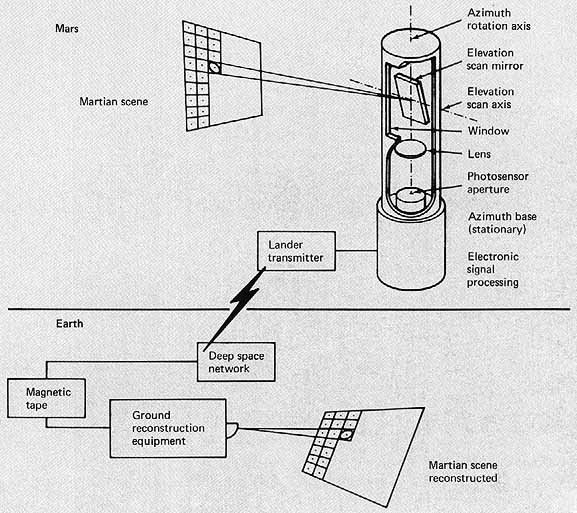 Mars
Martian scene
Azimuth
rotation axis
Elevation
scan mirror
Elevation
scan axis
Window
Lens
Photosensor
aperture
Azimuth base
(stationary)
Electronic
signal
processing
Lander
transmitter
Earth
Deep space
network
Magnetic
tape
Ground
reconstruction
equipment
Martian scene
reconstructed